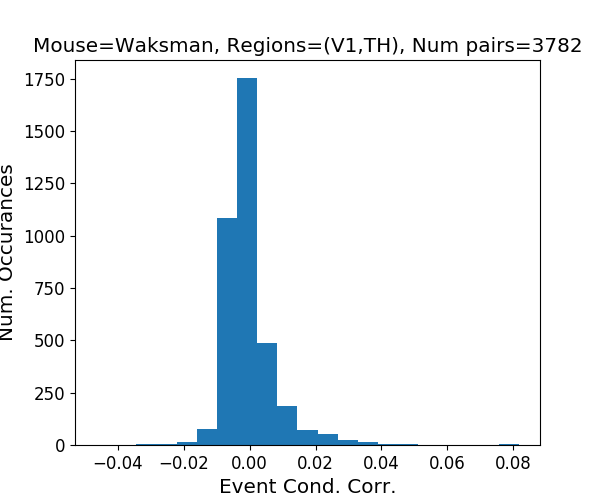 Mouse=Waksman, Regions=(V1,TH), Num pairs=3782
1750
1500
1250
1000
750
500
250
0
Num. Occurances
−0.04 −0.02 0.00 0.02 0.04 0.06 0.08
Event Cond. Corr.